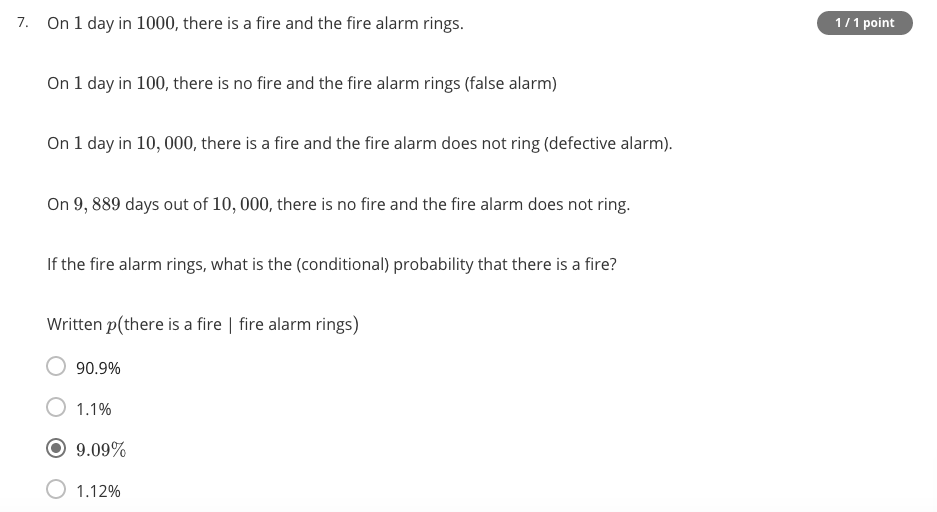 7. On 1 day in 1000, there is a fire and the fire alarm rings.
1 / 1 point
On 1 day in 100, there is no fire and the fire alarm rings (false alarm)
On 1 day in 10, 000, there is a fire and the fire alarm does not ring (defective alarm).
On 9, 889 days out of 10, 000, there is no fire and the fire alarm does not ring.
If the fire alarm rings, what is the (conditional) probability that there is a fire?
Written p(there is a fire | fire alarm rings)
90.9%
1.1%
9.09%
1.12%